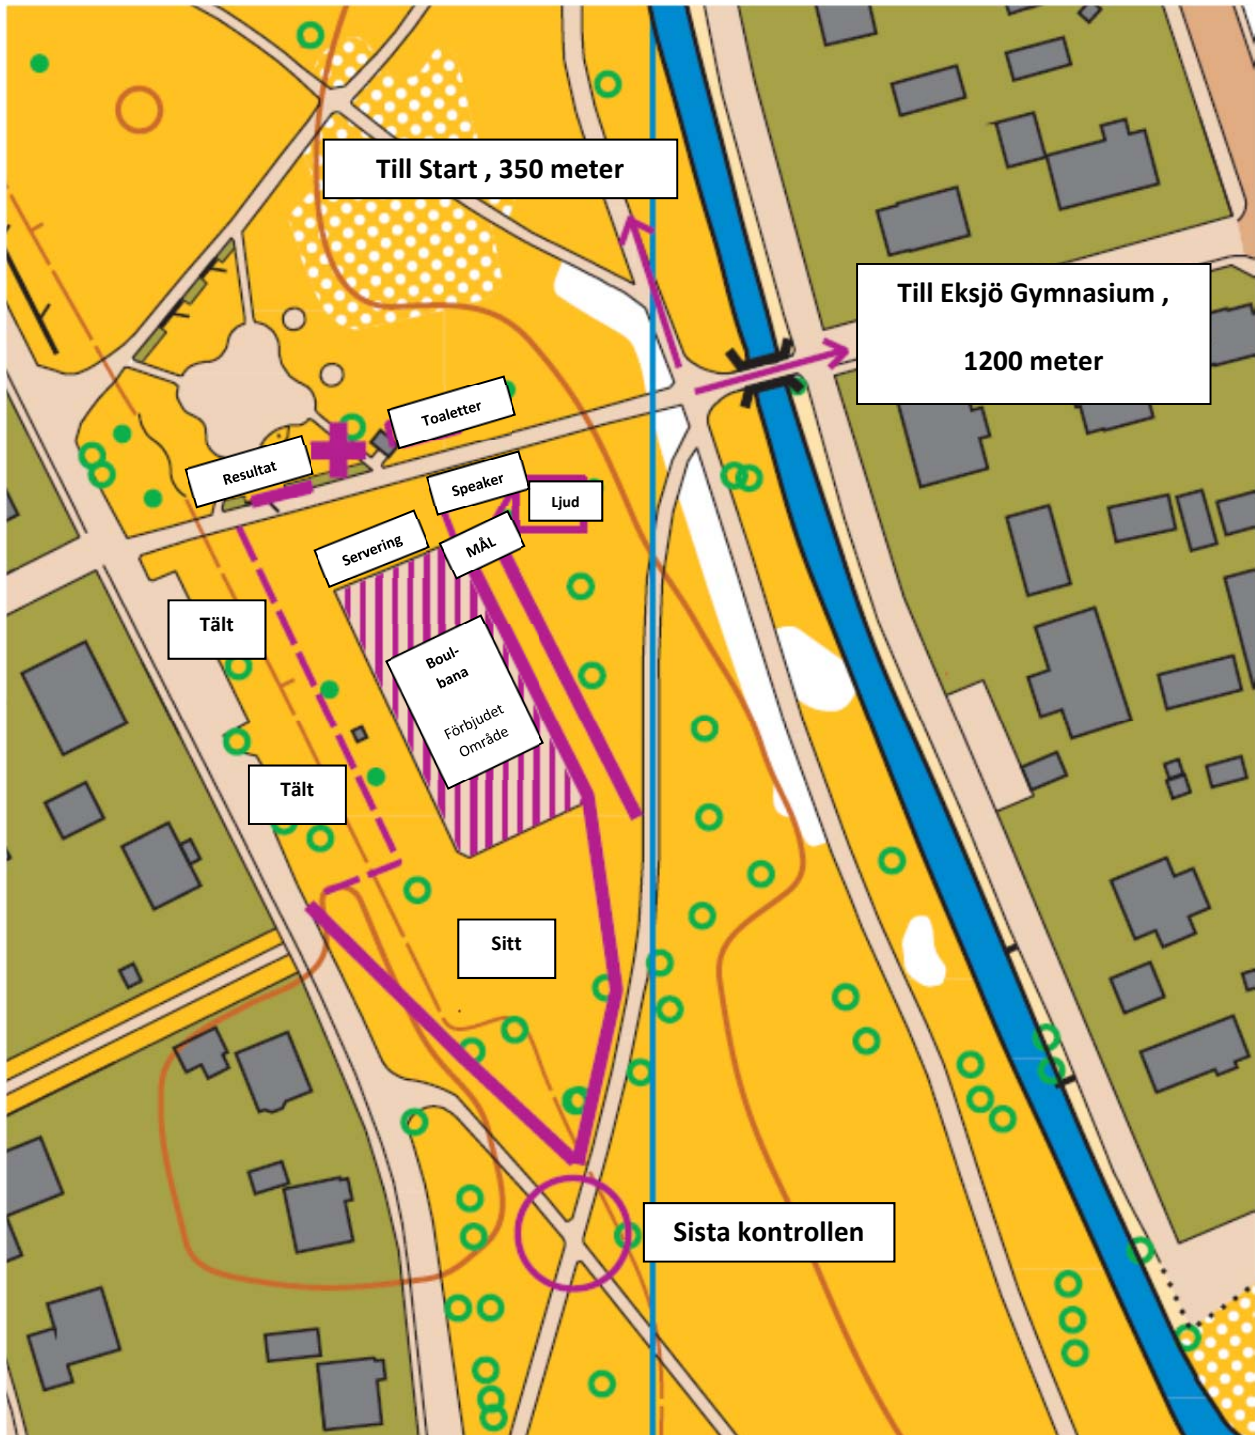 Till Start , 350 meter
Till Eksjö Gymnasium ,
1200 meter
Toaletter
Resultat
Speaker
Ljud
Servering
MÅL
Tält
Boul-
bana
Förbjudet
Område
Tält
Sitt
Sista kontrollen